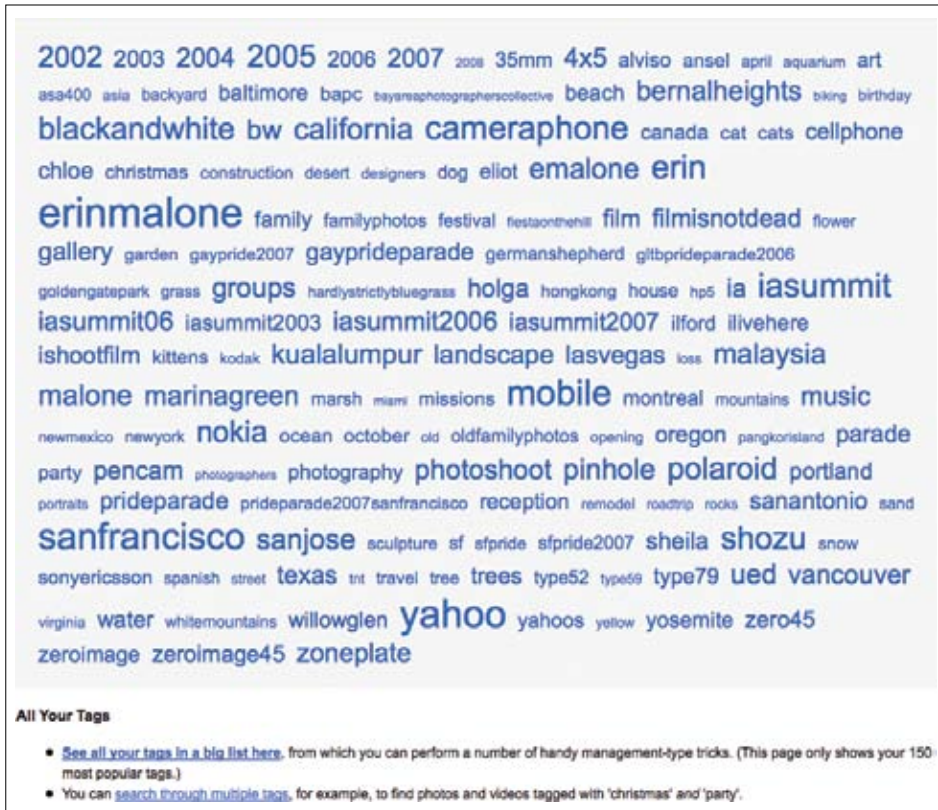 2002 2003 2004 2005 2006 2007 2008 35mm 4x5 alviso ansel april aquarium art
asa400 asia backyard baltimore bapc bayareaphotographerscollective beach bernalheights biking birthday
blackandwhite bw california cameraphone canada cat cats cellphone
chloe christmas construction desert designers dog eliot emalone erin
erinmalone family familyphotos festival fiestaonthehill film filmisnotdead flower
gallery garden gaypride2007 gayprideparade germanshepherd gltbprideparade2006
goldengatepark grass groups hardlystrictlybluegrass holga hongkong house hp5 ia iasummit
iasummit06 iasummit2003 iasummit2006 iasummit2007 ilford ilivehere
ishootfilm kittens kodak kualalumpur landscape lasvegas loss malaysia
malone marinagreen marsh miami missions mobile montreal mountains music
newmexico newyork nokia ocean october old oldfamilyphotos opening oregon pangkorisland parade
party pencam photographers photography photoshoot pinhole polaroid portland
portraits prideparade prideparade2007sanfrancisco reception remodel roadtrip rocks sanantonio sand
sanfrancisco sanjose sculpture sf sfpride sfpride2007 sheila shozu snow
sonyericsson spanish street texas tnt travel tree trees type52 type59 type79 ued vancouver
virginia water whitemountains willowglen yahoo yahoos yellow yosemite zero45
zeroimage zeroimage45 zoneplate
All Your Tags
• See all your tags in a big list here, from which you can perform a number of handy management-type tricks. (This page only shows your 150
most popular tags.)
• You can search through multiple tags, for example, to find photos and videos tagged with 'christmas' and 'party'.